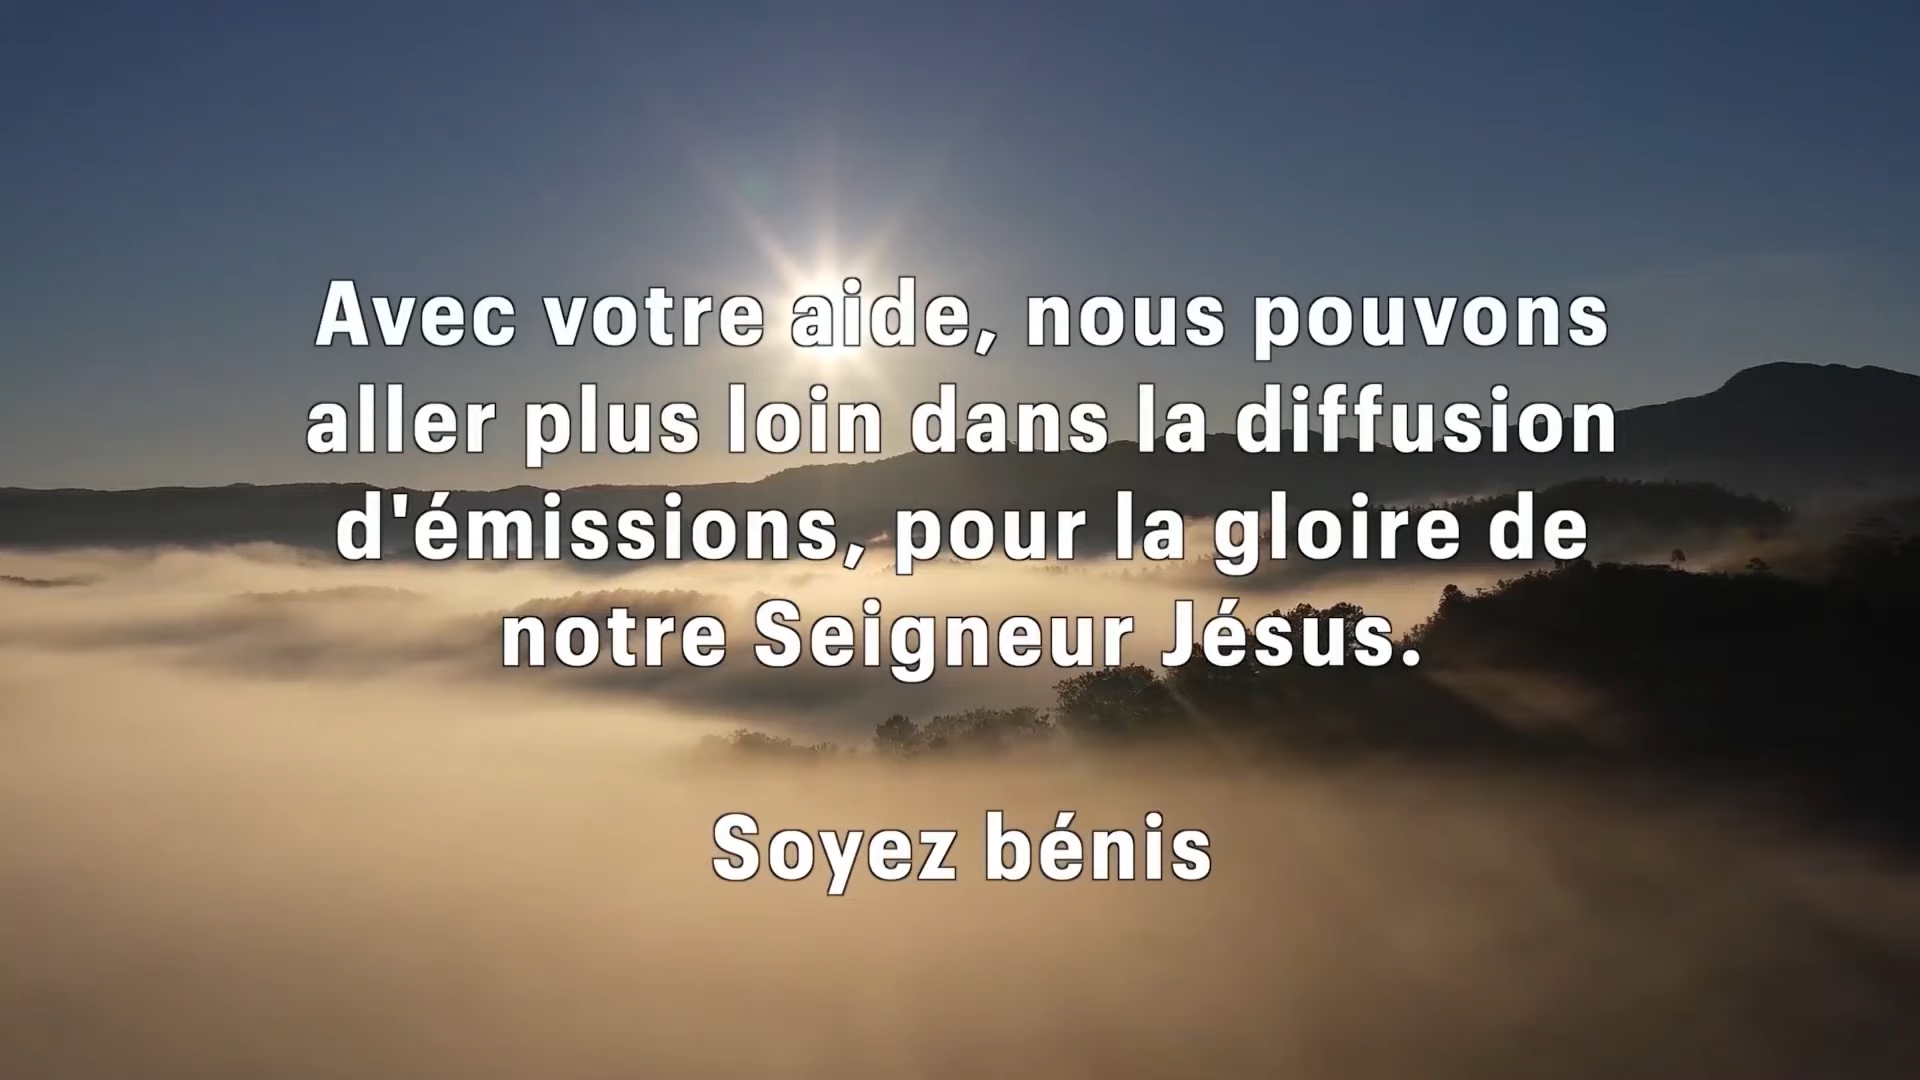 Avec votre aide, nous pouvons
aller plus loin dans la diffusion
d'émissions, pour la gloire de
notre Seigneur Jésus.
Soyez bénis